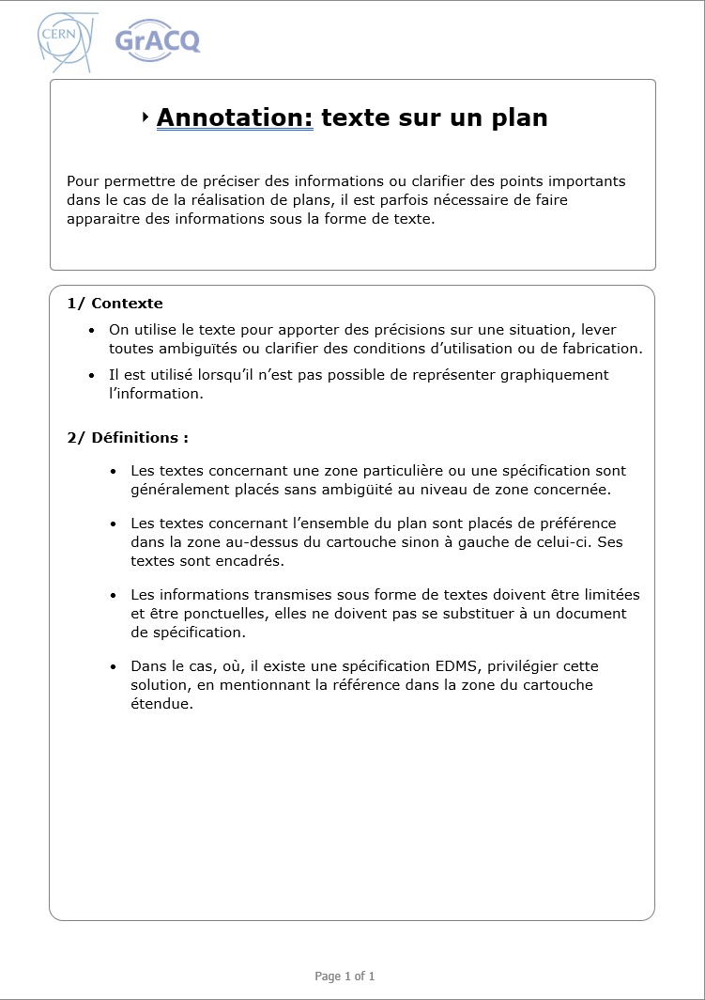 CERN
GrACQ
Annotation: texte sur un plan
Pour permettre de préciser des informations ou clarifier des points importants
dans le cas de la réalisation de plans, il est parfois nécessaire de faire
apparaitre des informations sous la forme de texte.
1/ Contexte
• On utilise le texte pour apporter des précisions sur une situation, lever
toutes ambiguïtés ou clarifier des conditions d’utilisation ou de fabrication.
• Il est utilisé lorsqu’il n’est pas possible de représenter graphiquement
l’information.
2/ Définitions :
• Les textes concernant une zone particulière ou une spécification sont
généralement placés sans ambigüité au niveau de zone concernée.
• Les textes concernant l’ensemble du plan sont placés de préférence
dans la zone au-dessus du cartouche sinon à gauche de celui-ci. Ses
textes sont encadrés.
• Les informations transmises sous forme de textes doivent être limitées
et être ponctuelles, elles ne doivent pas se substituer à un document
de spécification.
• Dans le cas, où, il existe une spécification EDMS, privilégier cette
solution, en mentionnant la référence dans la zone du cartouche
étendue.
Page 1 of 1